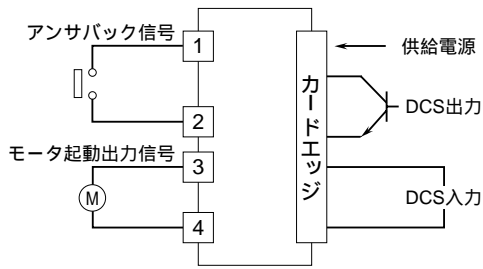 アンサバック信号
1
2
モータ起動出力信号
3
M
4
カードエッジ
供給電源
DCS出力
DCS入力